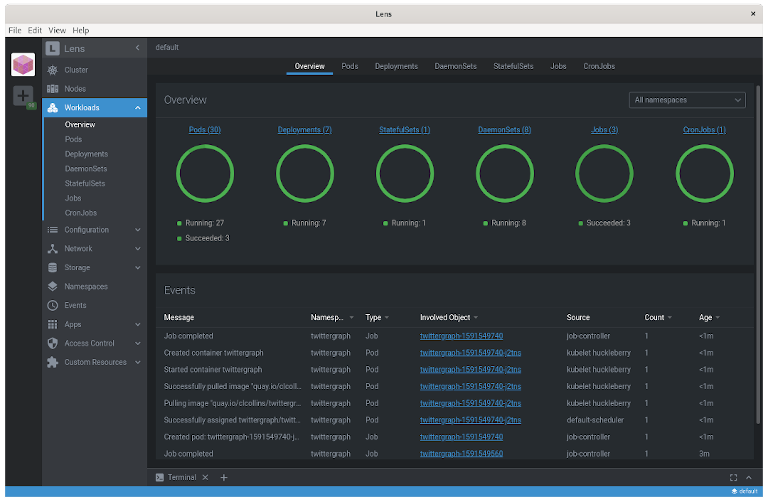 Lens
File Edit View Help
L Lens
default
Cluster
Nodes
Workloads
Overview
Pods
Deployments
DaemonSets
StatefulSets
Jobs
CronJobs
Configuration
Network
Storage
Namespaces
Events
Apps
Access Control
Custom Resources
Overview Pods Deployments DaemonSets StatefulSets Jobs CronJobs
Overview
All namespaces
Pods (30) Deployments (7) StatefulSets (1) DaemonSets (8) Jobs (3) CronJobs (1)
Running: 27 Running: 7 Running: 1 Running: 8 Succeeded: 3 Running: 1
Succeeded: 3
Events
Message Namesp... Type Involved Object Source Count Age
Job completed twittergraph Job twittergraph-1591549740 job-controller 1 <1m
Created container twittergraph twittergraph Pod twittergraph-1591549740-j2tns kubelet huckleberry 1 <1m
Started container twittergraph twittergraph Pod twittergraph-1591549740-j2tns kubelet huckleberry 1 <1m
Successfully pulled image "quay.io/clcoll... twittergraph Pod twittergraph-1591549740-j2tns kubelet huckleberry 1 <1m
Pulling image "quay.io/clcollins/twittergr... twittergraph Pod twittergraph-1591549740-j2tns kubelet huckleberry 1 <1m
Successfully assigned twittergraph/twitt... twittergraph Pod twittergraph-1591549740-j2tns default-scheduler 1 <1m
Created pod: twittergraph-1591549740-j... twittergraph Job twittergraph-1591549740 job-controller 1 <1m
Job completed twittergraph Job twittergraph-1591549560 job-controller 1 3m
Terminal
default